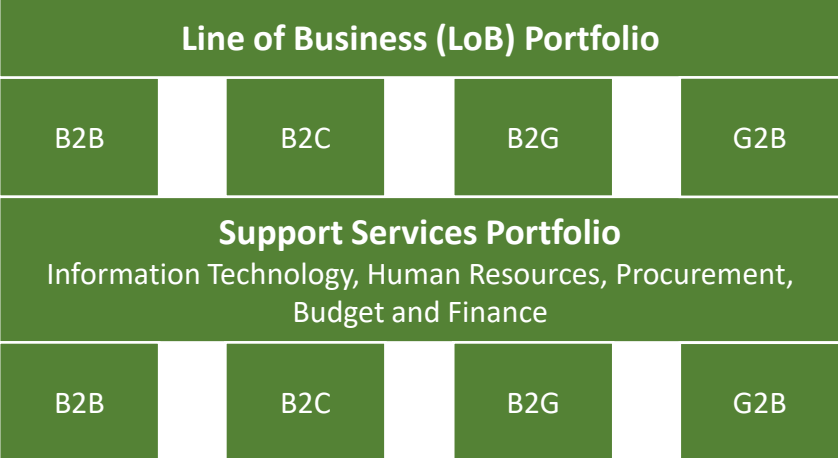 Line of Business (LoB) Portfolio
B2B
B2C
B2G
G2B
Support Services Portfolio
Information Technology, Human Resources, Procurement,
Budget and Finance
B2B
B2C
B2G
G2B